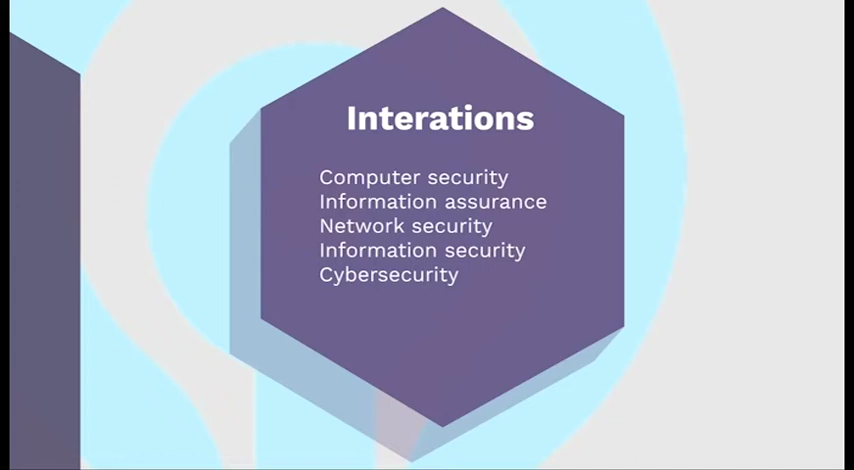 Interations
Computer security
Information assurance
Network security
Information security
Cybersecurity